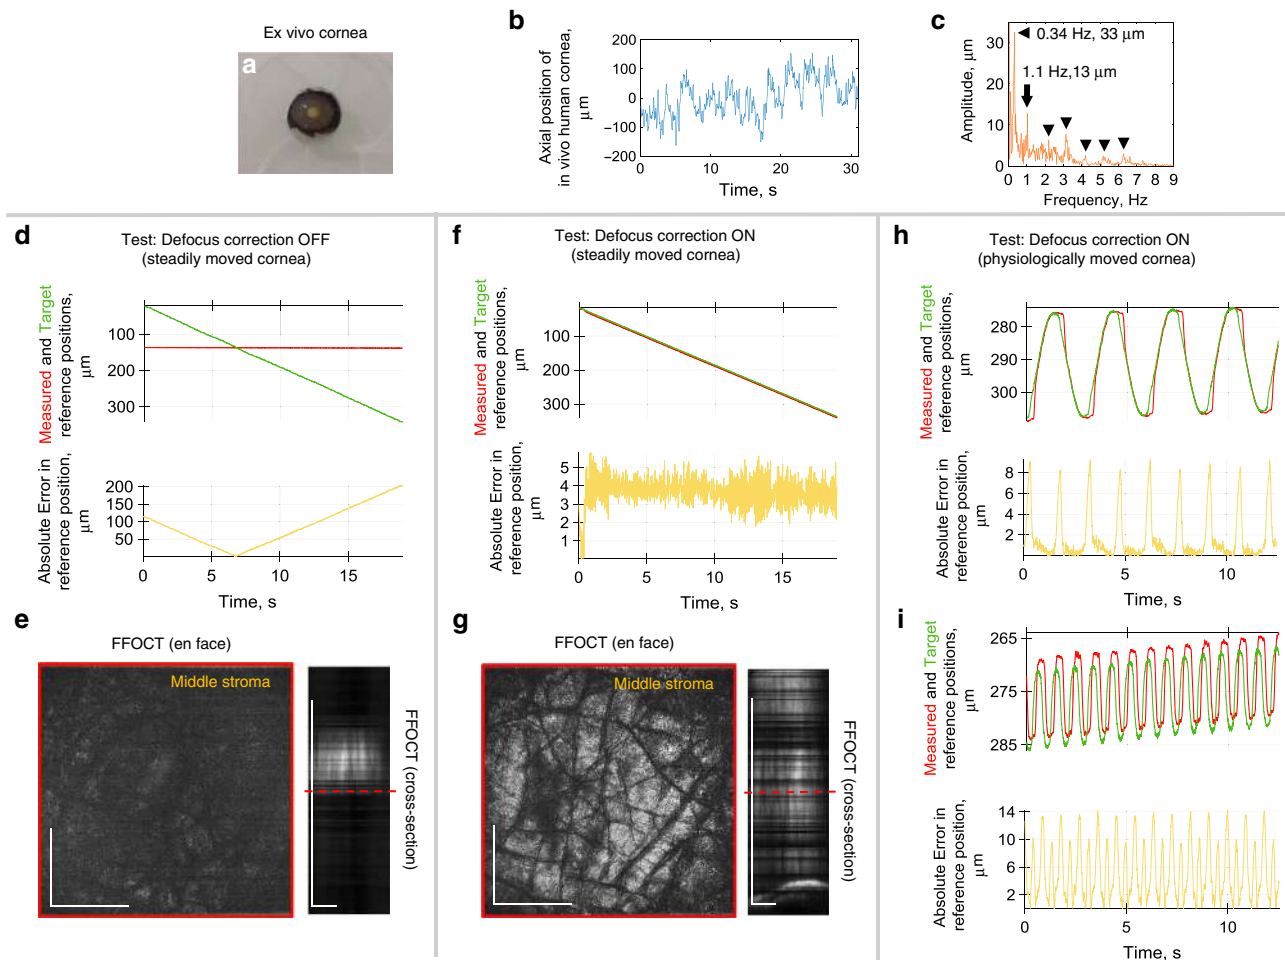 Ex vivo cornea
a
b
Axial position of
in vivo human cornea,
μm
200
100
0
−100
−200
0
10
20
30
Time, s
c
Amplitude, μm
30
20
10
0
0.34 Hz, 33 μm
1.1 Hz,13 μm
0 1 2 3 4 5 6 7 8 9
Frequency, Hz
d
Test: Defocus correction OFF
(steadily moved cornea)
Measured and Target
reference positions,
μm
100
200
300
Absolute Error in
reference position,
μm
200
150
100
50
0
5
10
15
Time, s
e
FFOCT (en face)
Middle stroma
FFOCT (cross-section)
f
Test: Defocus correction ON
(steadily moved cornea)
Measured and Target
reference positions,
μm
100
200
300
Absolute Error in
reference position,
μm
5
4
3
2
1
0
5
10
15
Time, s
g
FFOCT (en face)
Middle stroma
FFOCT (cross-section)
h
Test: Defocus correction ON
(physiologically moved cornea)
Measured and Target
reference positions,
μm
280
290
300
Absolute Error in
reference position,
μm
8
6
4
2
0
5
10
Time, s
i
Measured and Target
reference positions,
μm
265
275
285
Absolute Error in
reference position,
μm
14
10
6
2
0
5
10
Time, s